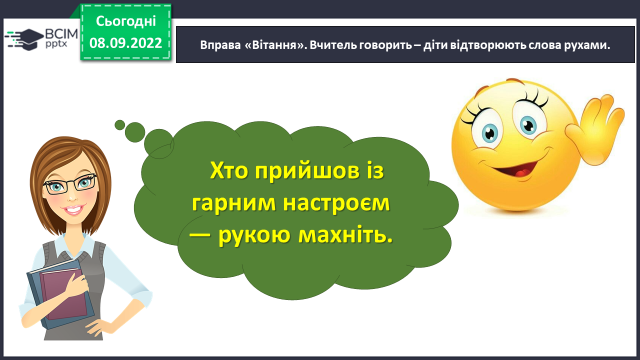 ВСІМ
pptx
Сьогодні
08.09.2022
Вправа «Вітання». Вчитель говорить – діти відтворюють слова рухами.
Хто прийшов із
гарним настроєм
— рукою махніть.